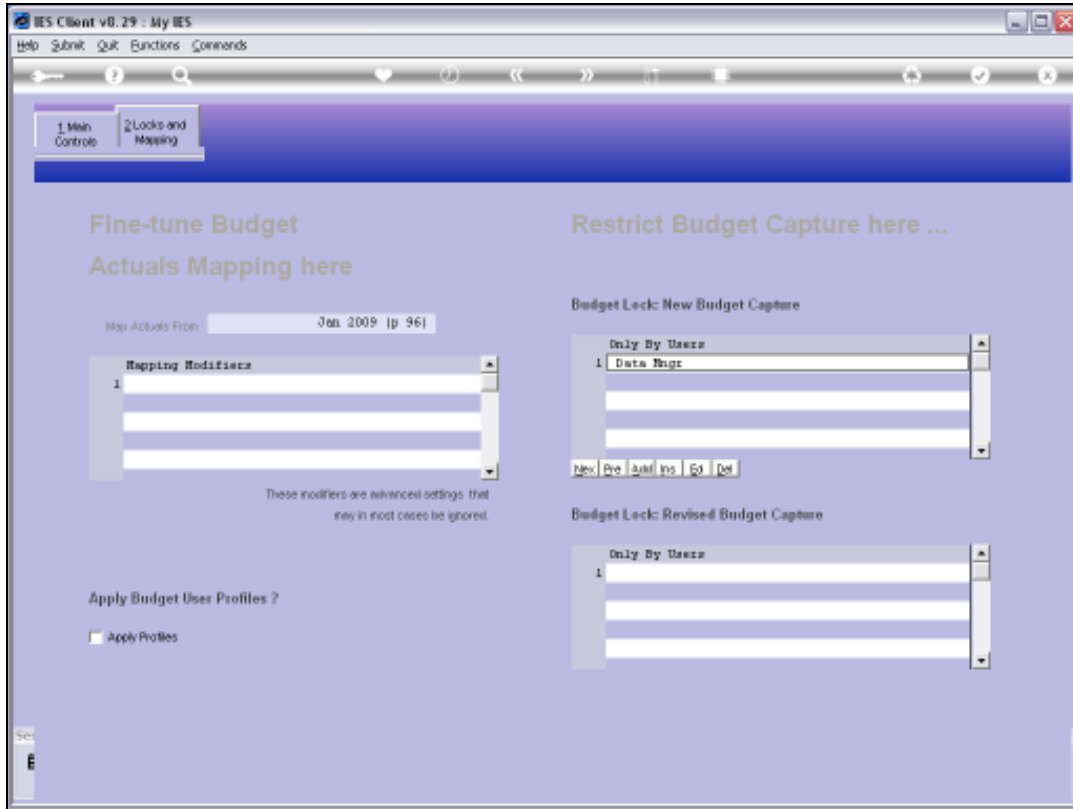 IES Client v8.29 : My IES
Help Submit Quit Functions Commands
1 Main
Controls
2 Locks and
Mapping
Fine-tune Budget
Actuals Mapping here
Map Actuals From
Jan 2009 (p 96)
Mapping Modifiers
1
These modifiers are advanced settings that
may in most cases be ignored.
Apply Budget User Profiles ?
Apply Profiles
Restrict Budget Capture here ...
Budget Lock: New Budget Capture
Only By Users
1 Data Mngr
Nex Pre Add Ins Ed Del
Budget Lock: Revised Budget Capture
Only By Users
1